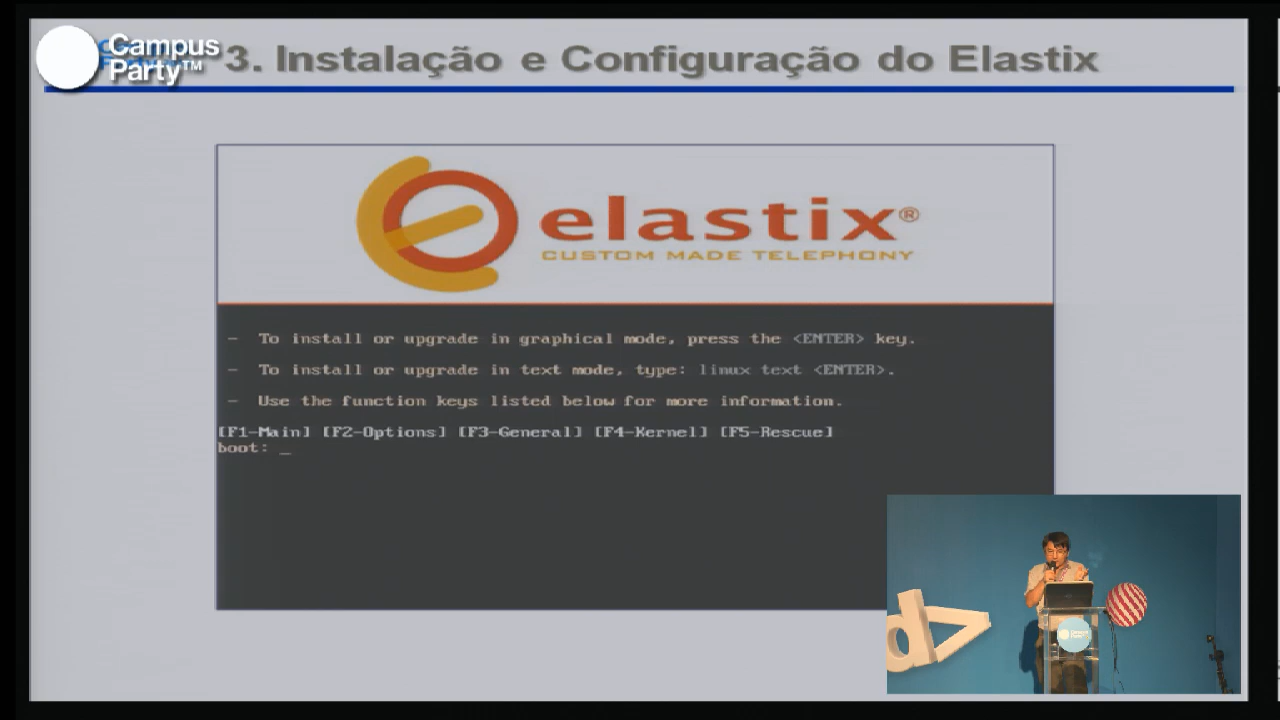 Campus
Party™
3. Instalação e Configuração do Elastix
elastix®
CUSTOM MADE TELEPHONY
- To install or upgrade in graphical mode, press the <ENTER> key.
- To install or upgrade in text mode, type: linux text <ENTER>.
- Use the function keys listed below for more information.
[F1-Main] [F2-Options] [F3-General] [F4-Kernel] [F5-Rescue]
boot: _
Campus
Party